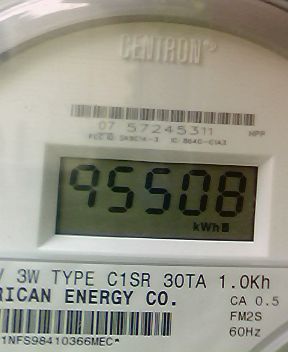 CENTRON®
07 57245311 HPP
95508
kWh
V 3W TYPE C1SR 30TA 1.0Kh
RICAN ENERGY CO. CA 0.5
FM2S
1NFS98410366MEC* 60Hz